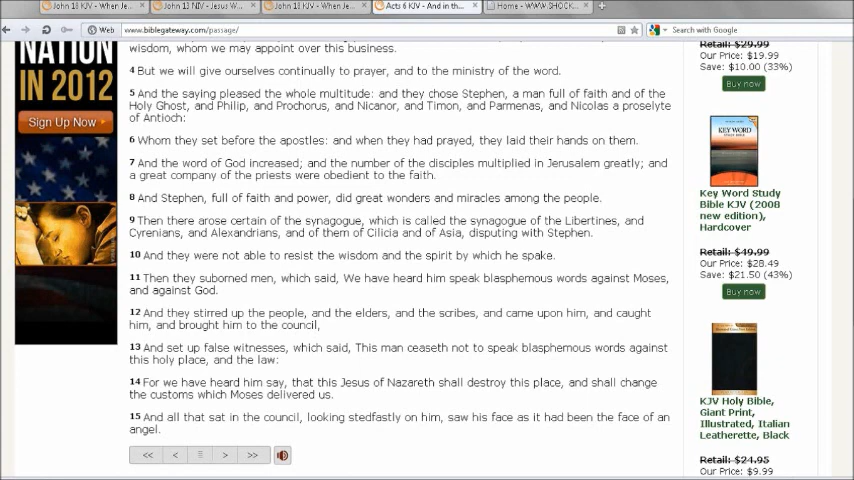 John 18 KJV - When Je...
John 13 NIV - Jesus W...
John 18 KJV - When Je...
Acts 6 KJV - And in th...
Home - WWW.SHOCK...
Web
www.biblegateway.com/passage/
Search with Google
NATION
IN 2012
Sign Up Now
wisdom, whom we may appoint over this business.
4 But we will give ourselves continually to prayer, and to the ministry of the word.
5 And the saying pleased the whole multitude: and they chose Stephen, a man full of faith and of the
Holy Ghost, and Philip, and Prochorus, and Nicanor, and Timon, and Parmenas, and Nicolas a proselyte
of Antioch:
6 Whom they set before the apostles: and when they had prayed, they laid their hands on them.
7 And the word of God increased; and the number of the disciples multiplied in Jerusalem greatly; and
a great company of the priests were obedient to the faith.
8 And Stephen, full of faith and power, did great wonders and miracles among the people.
9 Then there arose certain of the synagogue, which is called the synagogue of the Libertines, and
Cyrenians, and Alexandrians, and of them of Cilicia and of Asia, disputing with Stephen.
10 And they were not able to resist the wisdom and the spirit by which he spake.
11 Then they suborned men, which said, We have heard him speak blasphemous words against Moses,
and against God.
12 And they stirred up the people, and the elders, and the scribes, and came upon him, and caught
him, and brought him to the council,
13 And set up false witnesses, which said, This man ceaseth not to speak blasphemous words against
this holy place, and the law:
14 For we have heard him say, that this Jesus of Nazareth shall destroy this place, and shall change
the customs which Moses delivered us.
15 And all that sat in the council, looking stedfastly on him, saw his face as it had been the face of an
angel.
<< < > >>
Retail: $29.99
Our Price: $19.99
Save: $10.00 (33%)
Buy now
KEY WORD
STUDY
BIBLE
Key Word Study
Bible KJV (2008
new edition),
Hardcover
Retail: $49.99
Our Price: $28.49
Save: $21.50 (43%)
Buy now
KJV Holy Bible,
Giant Print,
Illustrated, Italian
Leatherette, Black
Retail: $24.95
Our Price: $9.99